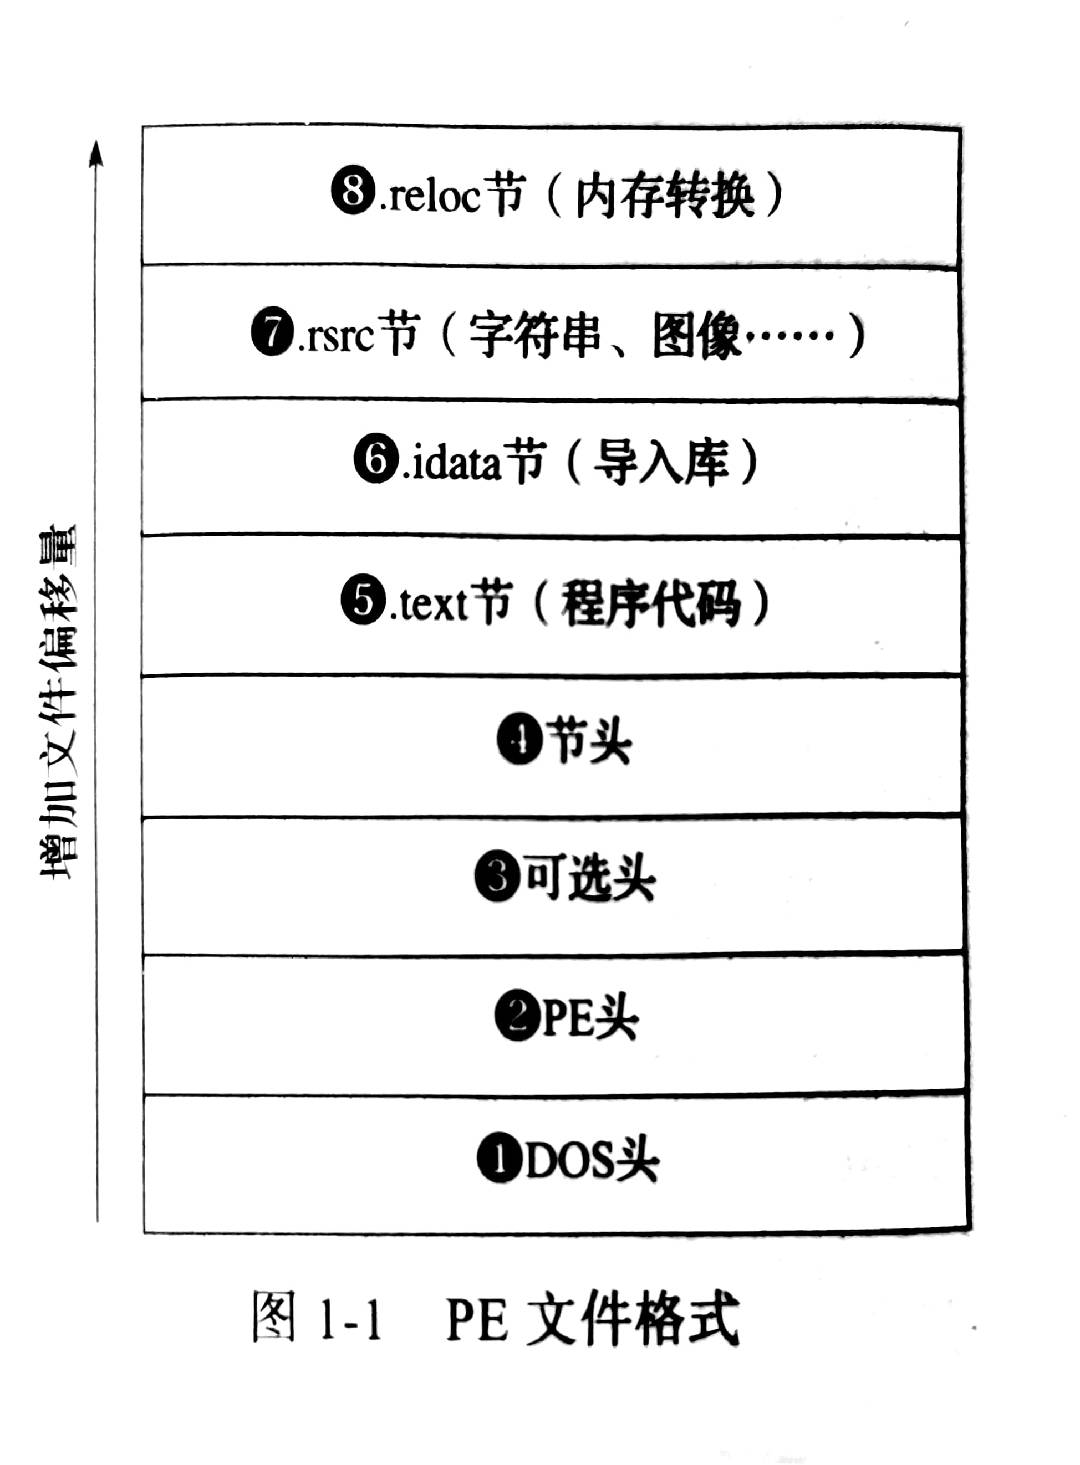 ❽.reloc节（内存转换）
❼.rsrc节（字符串、图像……）
❻.idata节（导入库）
❺.text节（程序代码）
❹节头
❸可选头
❷PE头
❶DOS头
增加文件偏移量
图 1-1 PE 文件格式